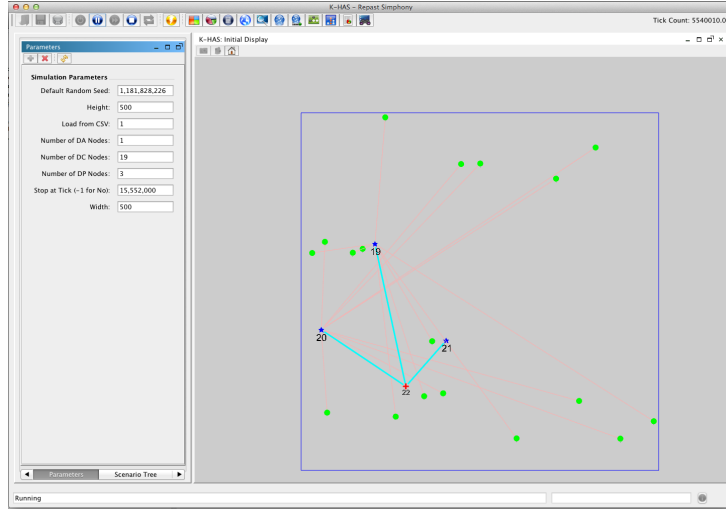 K-HAS - Repast Simphony
Tick Count: 5540010.0
Parameters
Simulation Parameters
Default Random Seed: 1,181,828,226
Height: 500
Load from CSV: 1
Number of DA Nodes: 1
Number of DC Nodes: 19
Number of DP Nodes: 3
Stop at Tick (-1 for No): 15,552,000
Width: 500
Parameters
Scenario Tree
K-HAS: Initial Display
19
20
21
22
Running